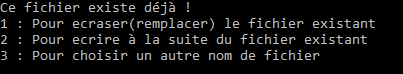 Ce fichier existe déjà !
1 : Pour ecraser(remplacer) le fichier existant
2 : Pour ecrire à la suite du fichier existant
3 : Pour choisir un autre nom de fichier